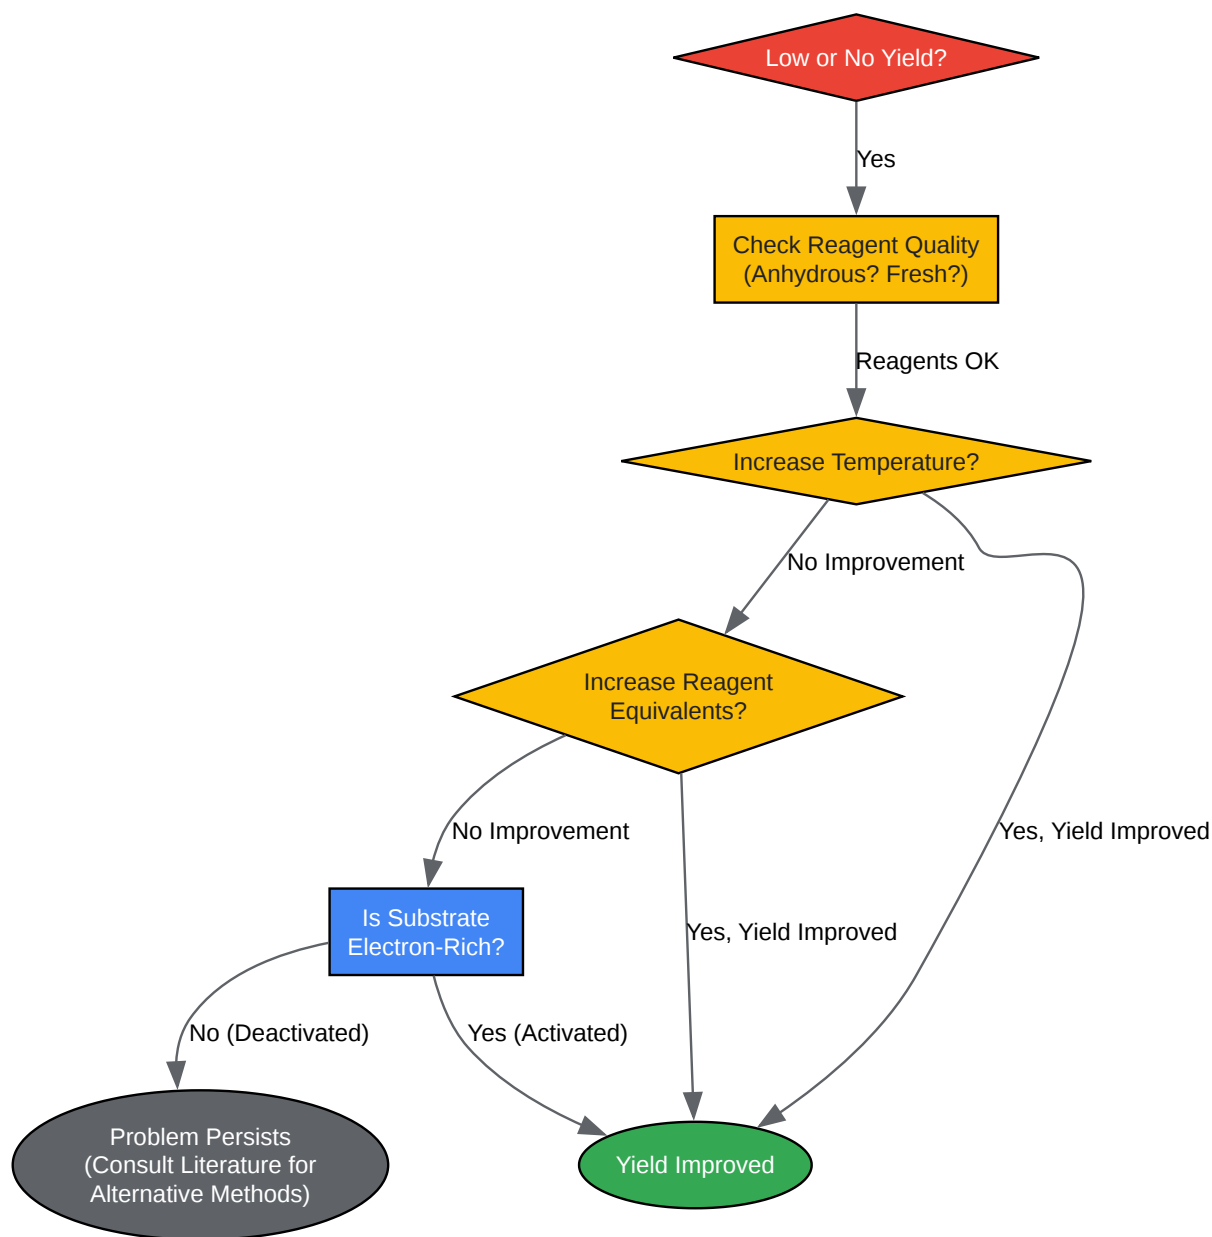 Low or No Yield?
Yes
Check Reagent Quality
(Anhydrous? Fresh?)
Reagents OK
Increase Temperature?
No Improvement
Increase Reagent
Equivalents?
No Improvement
Yes, Yield Improved
Is Substrate
Electron-Rich?
Yes, Yield Improved
No (Deactivated)
Yes (Activated)
Problem Persists
(Consult Literature for
Alternative Methods)
Yield Improved